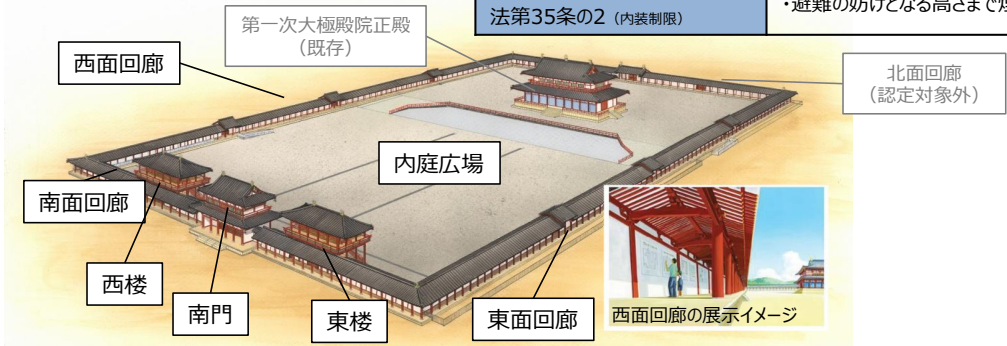 法第35条の2（内装制限）
・避難の妨げとなる高さまで
第一次大極殿院正殿
（既存）
西面回廊
北面回廊
（認定対象外）
内庭広場
南面回廊
西楼
南門
東楼
東面回廊
西面回廊の展示イメージ